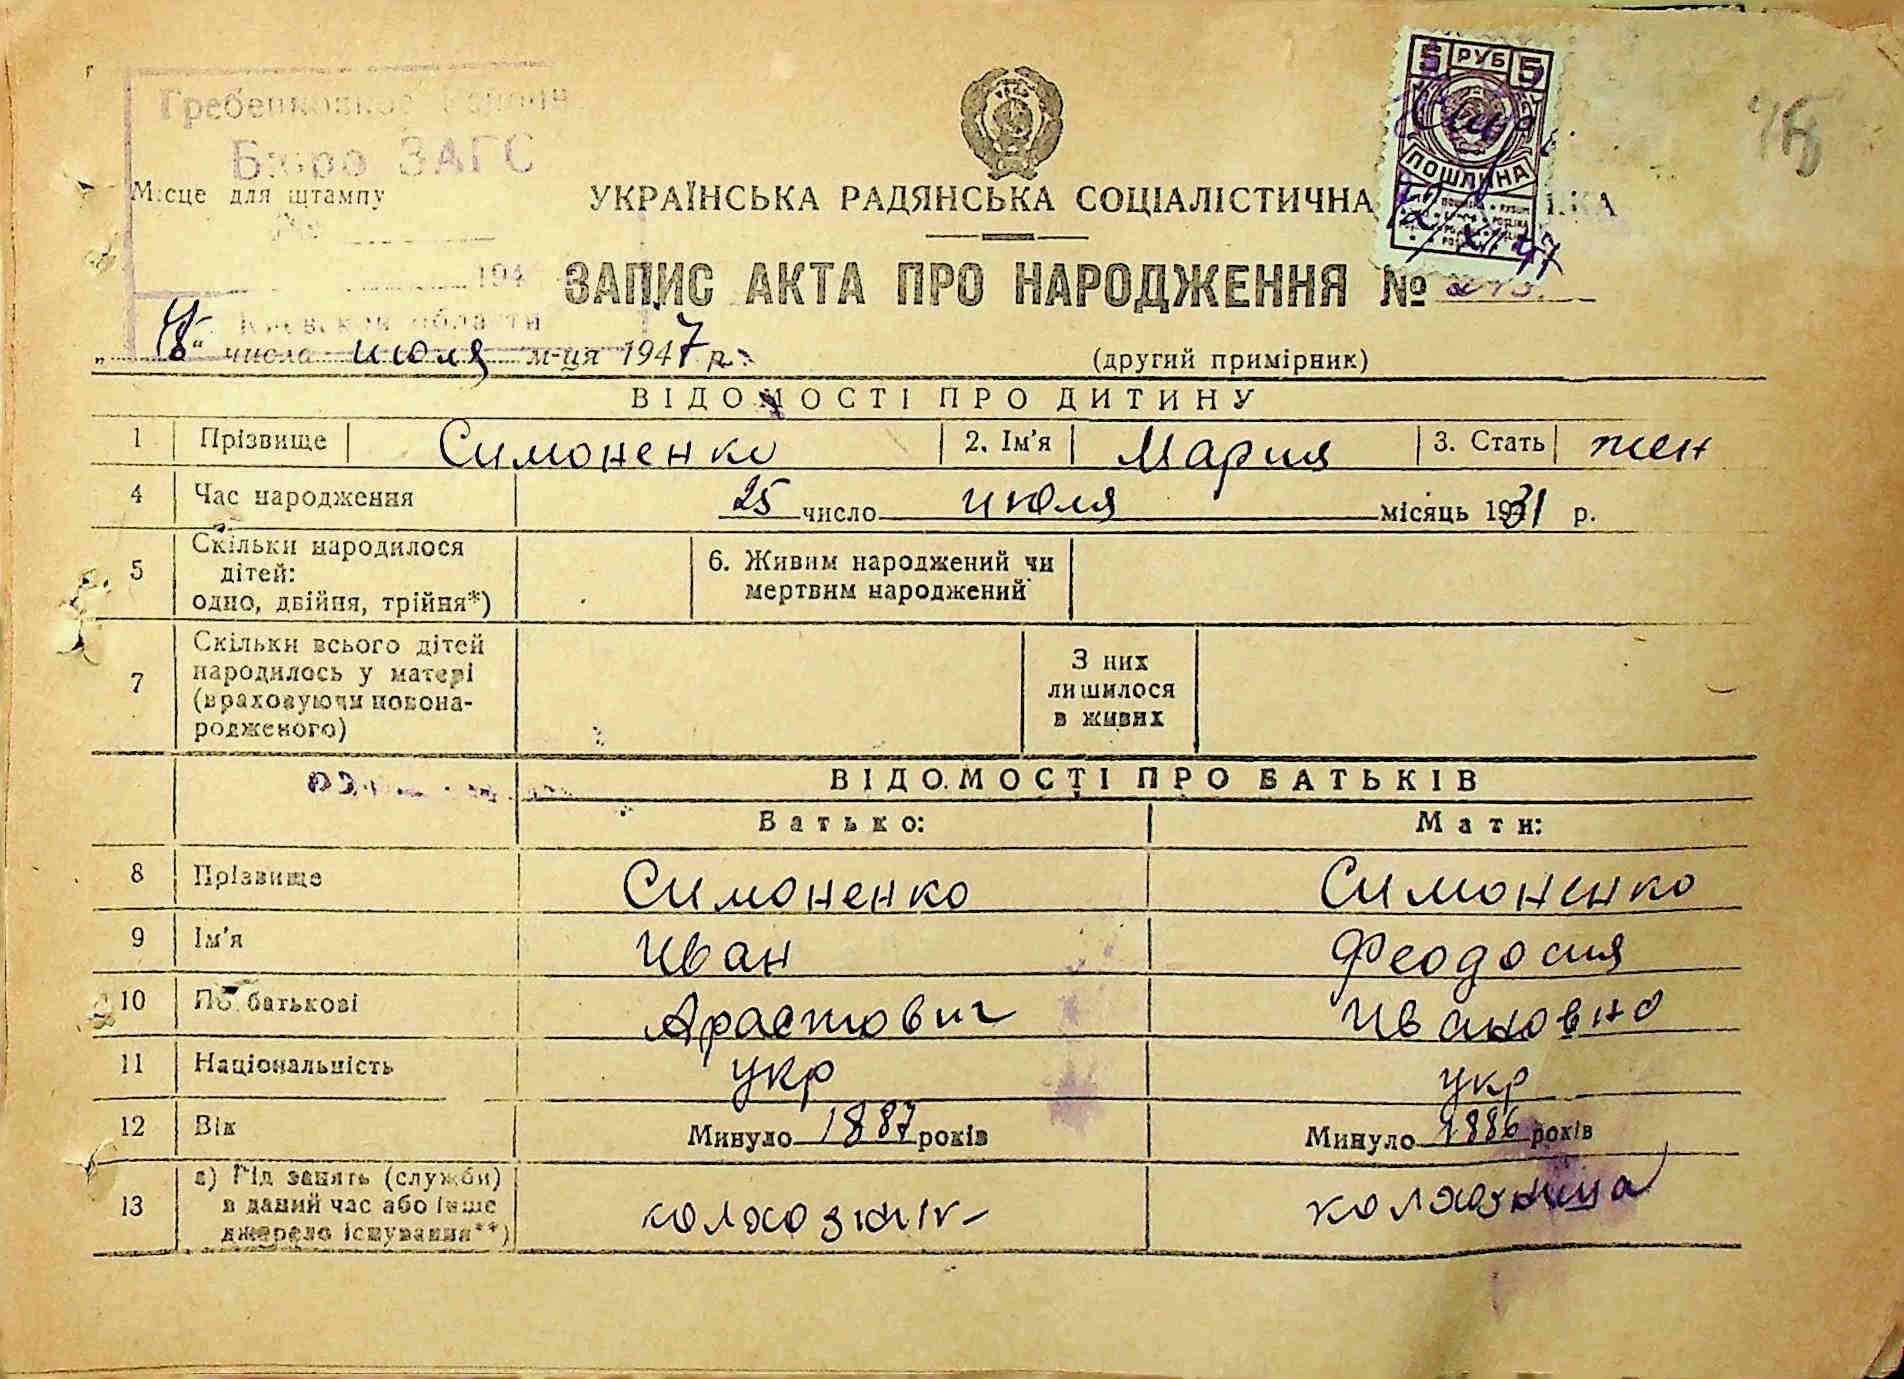 Бюро ЗАГС
Місце для штампу
УКРАЇНСЬКА РАДЯНСЬКА СОЦІАЛІСТИЧНА
5 РУБ 5
ПОШЛИНА
194
ЗАПИС АКТА ПРО НАРОДЖЕННЯ №
Киевской области
числа июля м-ця 1947 р.
(другий примірник)
ВІДОМОСТІ ПРО ДИТИНУ
1 Прізвище Симоненко 2. Ім'я Мария 3. Стать жен
4 Час народження 25 число июля місяць 1931 р.
5 Скільки народилося дітей: одно, двійня, трійня*) 6. Живим народжений чи мертвим народжений
7 Скільки всього дітей народилось у матері (враховуючи новонародженого) З них лишилося в живих
ВІДОМОСТІ ПРО БАТЬКІВ
Батько: Мати:
8 Прізвище Симоненко Симоненко
9 Ім'я Иван Феодосия
10 По батькові Арастович Ивановна
11 Національність укр укр
12 Вік Минуло 1887 років Минуло 1886 років
13 а) Рід занять (служби) в даний час або інше джерело існування**) колхозник колхозница